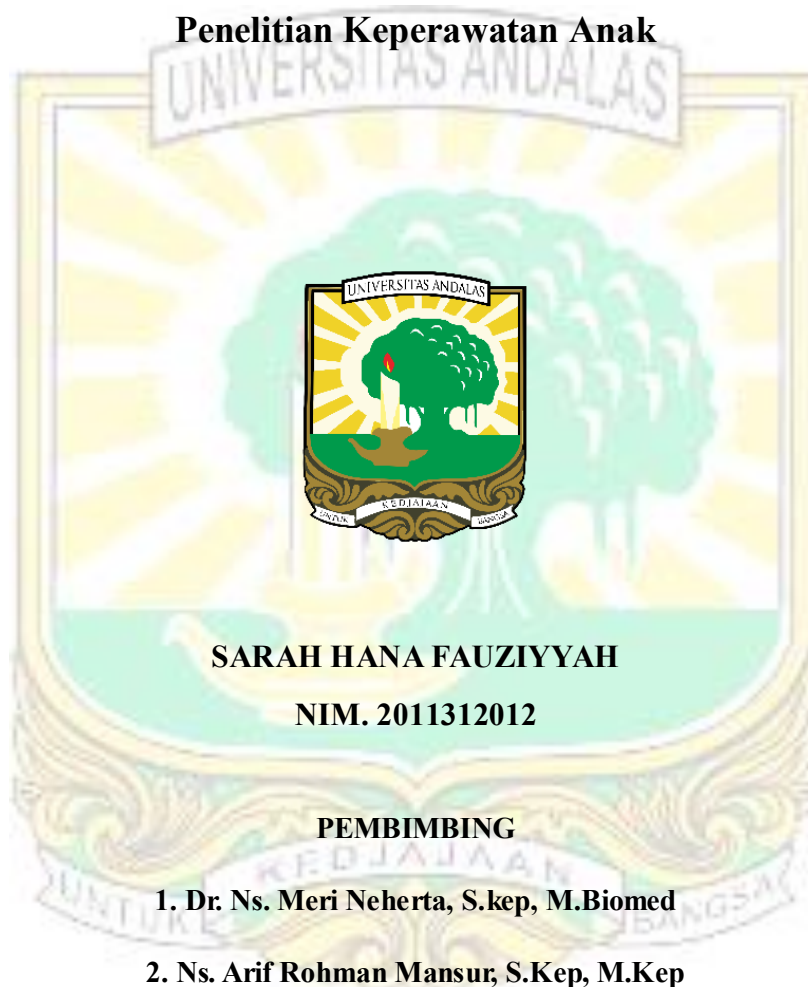 Penelitian Keperawatan Anak
UNIVERSITAS ANDALAS
UNIVERSITAS ANDALAS
UNTUK KEDJAJAAN BANGSA
SARAH HANA FAUZIYYAH
NIM. 2011312012
PEMBIMBING
KEDJAJAAN
1. Dr. Ns. Meri Neherta, S.kep, M.Biomed
UNTUK BANGSA
2. Ns. Arif Rohman Mansur, S.Kep, M.Kep